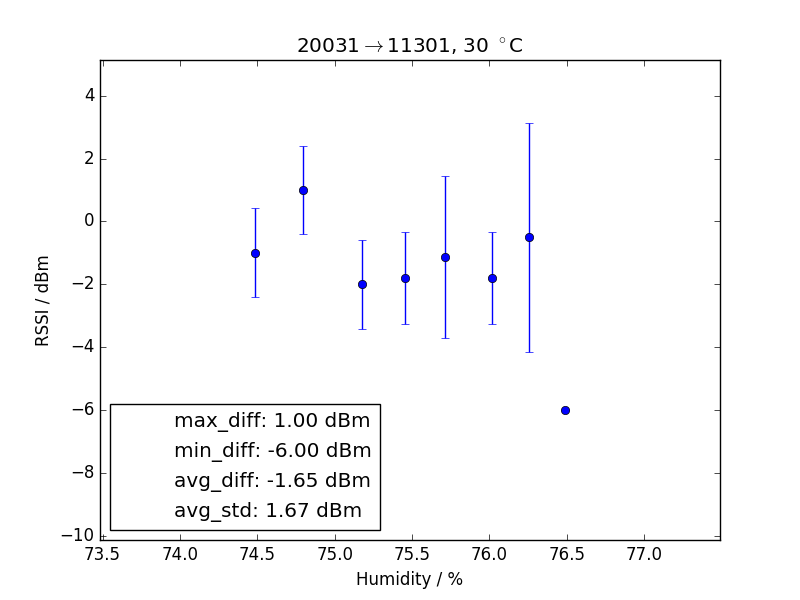 20031→11301, 30 °C
4
2
0
−2
−4
−6
−8
−10
RSSI / dBm
max_diff: 1.00 dBm
min_diff: -6.00 dBm
avg_diff: -1.65 dBm
avg_std: 1.67 dBm
73.5 74.0 74.5 75.0 75.5 76.0 76.5 77.0
Humidity / %